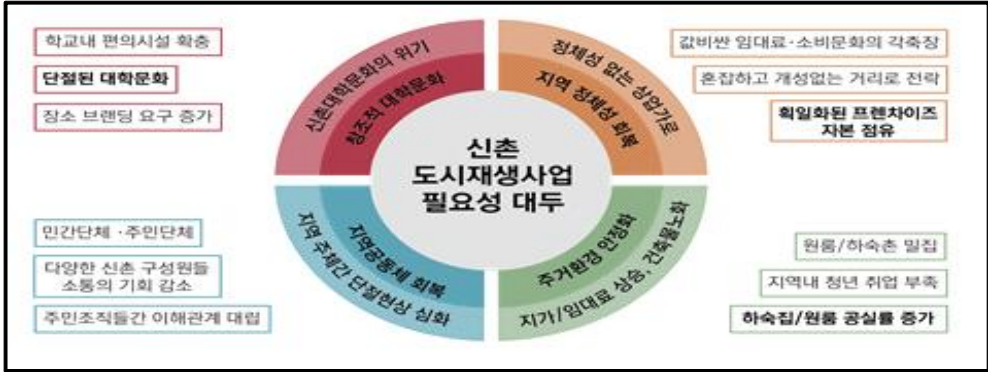 학교내 편의시설 확충
단절된 대학문화
장소 브랜딩 요구 증가
신촌대학문화의 위기
창조적 대학문화
정체성 없는 상업가로
지역 정체성 회복
값비싼 임대료·소비문화의 각축장
혼잡하고 개성없는 거리로 전락
획일화된 프렌차이즈
자본 점유
신촌
도시재생사업
필요성 대두
민간단체 ·주민단체
다양한 신촌 구성원들
소통의 기회 감소
주민조직들간 이해관계 대립
지역공동체 회복
지역 주체간 단절현상 심화
주거환경 안정화
지가/임대료 상승, 건축물노화
원룸/하숙촌 밀집
지역내 청년 취업 부족
하숙집/원룸 공실률 증가